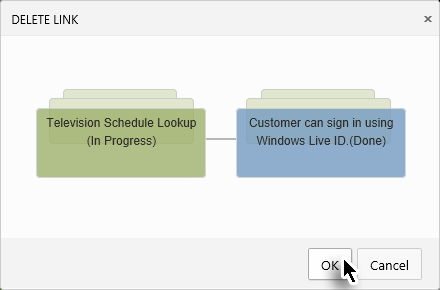 DELETE LINK
×
Television Schedule Lookup
(In Progress)
Customer can sign in using
Windows Live ID.(Done)
OK
Cancel